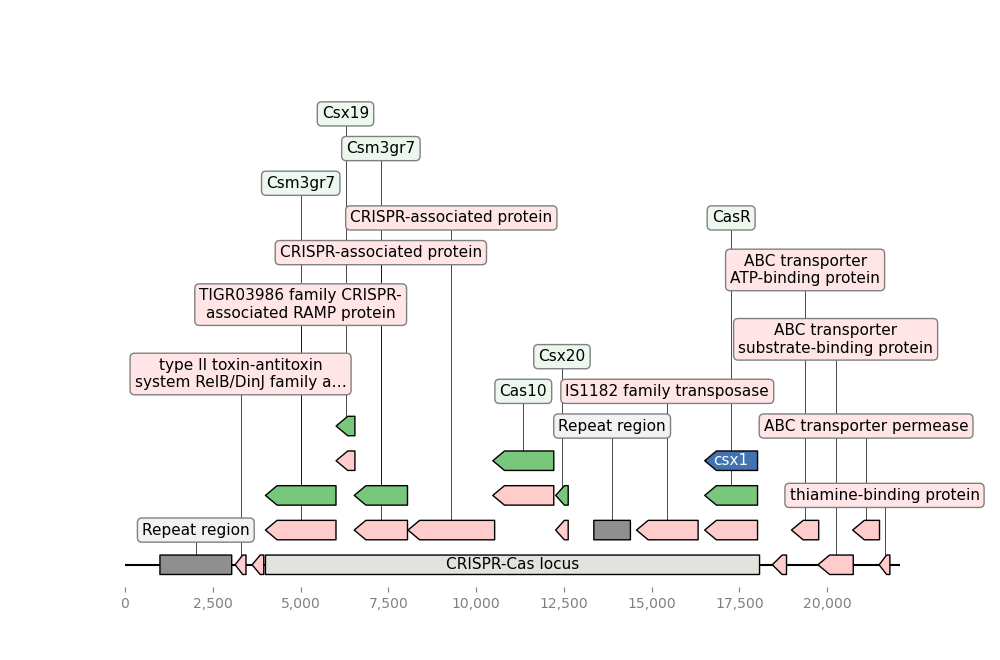 Csx19
Csm3gr7
Csm3gr7
CRISPR-associated protein
CasR
CRISPR-associated protein
ABC transporter
ATP-binding protein
TIGR03986 family CRISPR-
associated RAMP protein
ABC transporter
substrate-binding protein
Csx20
type II toxin-antitoxin
system RelB/DinJ family a…
Cas10
IS1182 family transposase
Repeat region
ABC transporter permease
csx1
thiamine-binding protein
Repeat region
CRISPR-Cas locus
0
2,500
5,000
7,500
10,000
12,500
15,000
17,500
20,000